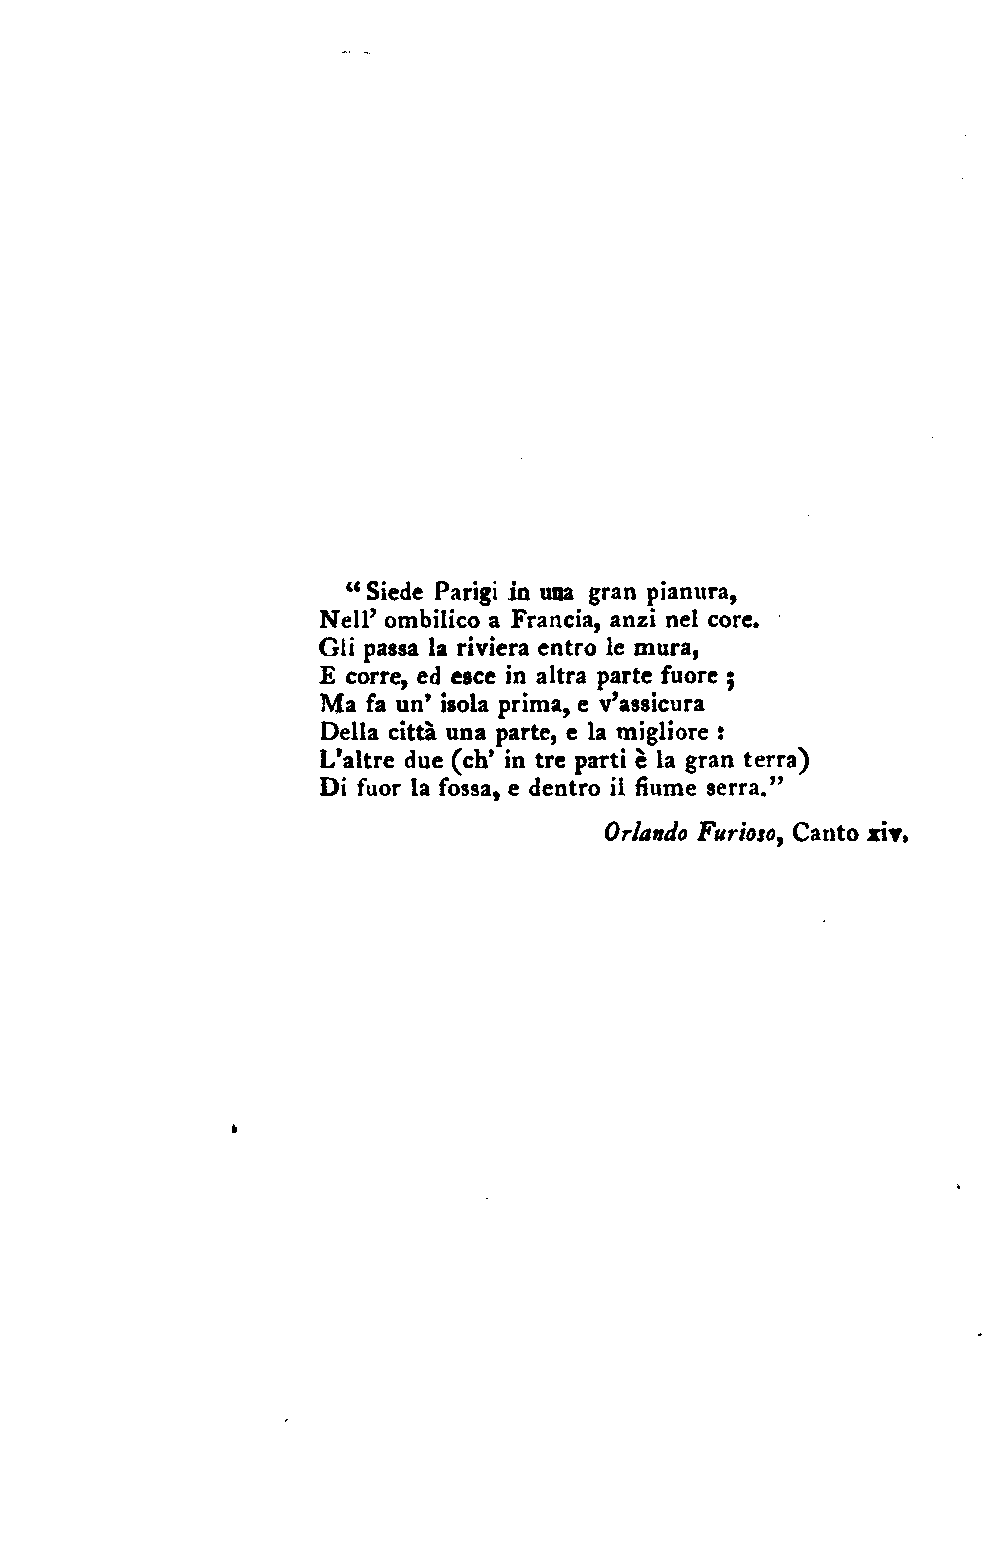 “Siede Parigi in una gran pianura,
Nell’ ombilico a Francia, anzi nel core.
Gli passa la riviera entro le mura,
E corre, ed esce in altra parte fuore ;
Ma fa un’ isola prima, e v’assicura
Della città una parte, e la migliore :
L’altre due (ch’ in tre parti è la gran terra)
Di fuor la fossa, e dentro il fiume serra.”
Orlando Furioso, Canto xiv.